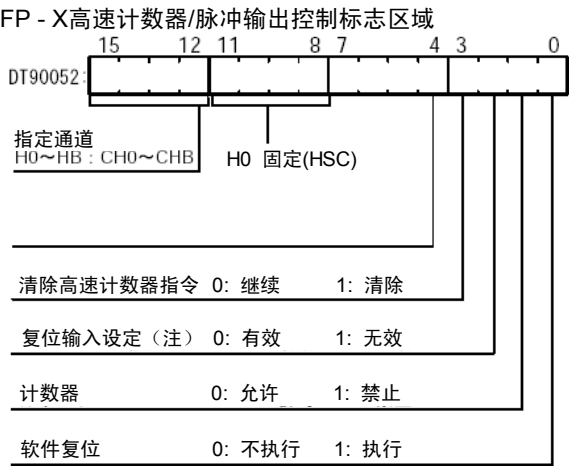 FP - X高速计数器/脉冲输出控制标志区域
15 12 11 8 7 4 3 0
DT90052:
指定通道
H0～HB : CH0～CHB
H0 固定(HSC)
清除高速计数器指令 0: 继续 1: 清除
复位输入设定（注） 0: 有效 1: 无效
计数器 0: 允许 1: 禁止
软件复位 0: 不执行 1: 执行